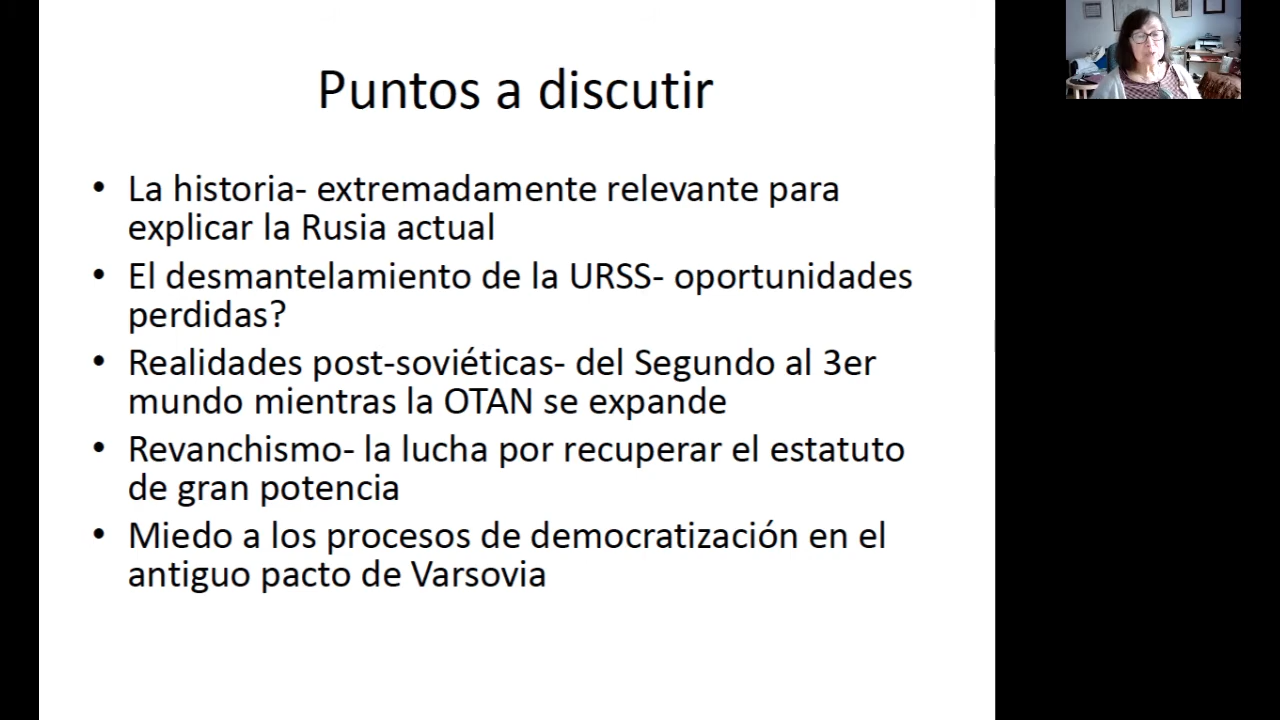 Puntos a discutir
• La historia- extremadamente relevante para
explicar la Rusia actual
• El desmantelamiento de la URSS- oportunidades
perdidas?
• Realidades post-soviéticas- del Segundo al 3er
mundo mientras la OTAN se expande
• Revanchismo- la lucha por recuperar el estatuto
de gran potencia
• Miedo a los procesos de democratización en el
antiguo pacto de Varsovia